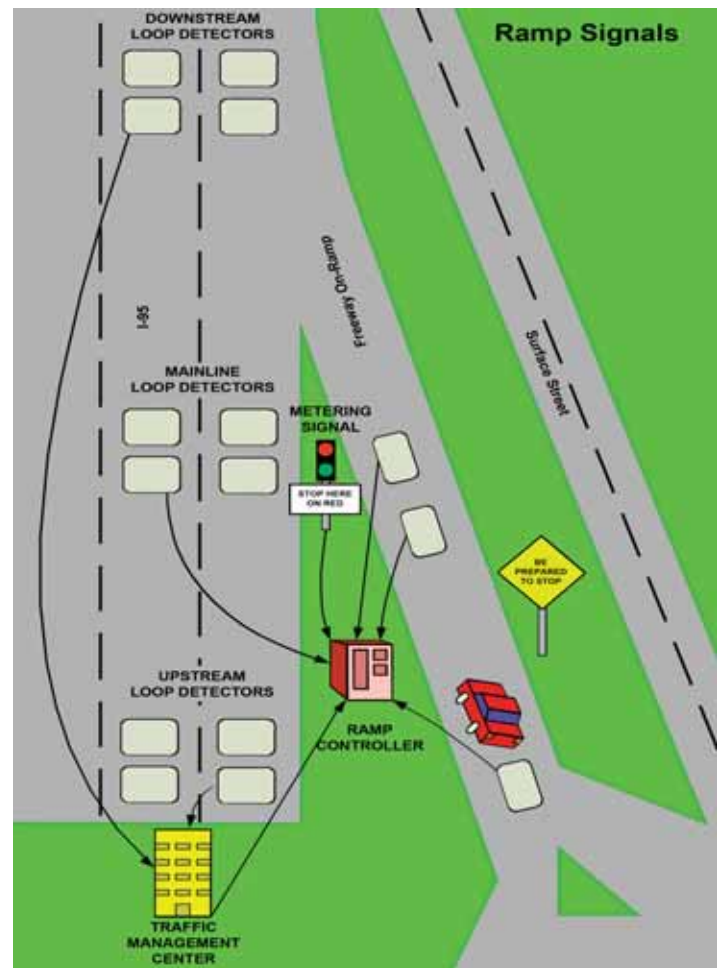 DOWNSTREAM
LOOP DETECTORS
Ramp Signals
Freeway On-Ramp
I-95
Surface Street
MAINLINE
LOOP DETECTORS
METERING
SIGNAL
STOP HERE
ON RED
BE
PREPARED
TO STOP
UPSTREAM
LOOP DETECTORS
RAMP
CONTROLLER
TRAFFIC
MANAGEMENT
CENTER